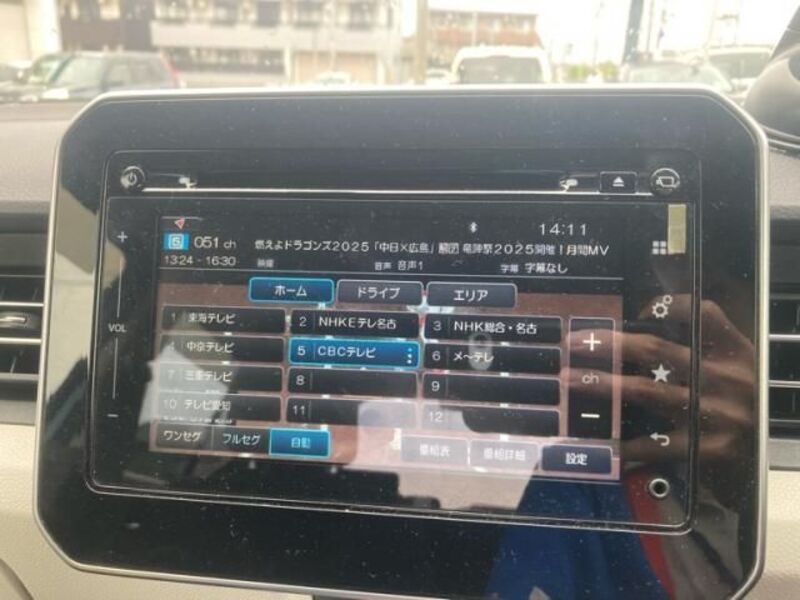 14:11
5 051 ch 燃えよドラゴンズ2025「中日×広島」 竜陣祭2025開催!月間MV
13:24 - 16:30 映像 音声 音声1 字幕 字幕なし
ホーム ドライブ エリア
1 東海テレビ 2 NHKEテレ名古 3 NHK総合・名古 +
VOL 4 中京テレビ 5 CBCテレビ 6 メ~テレ
7 三重テレビ 8 9 ch
10 テレビ愛知 11 12 −
ワンセグ フルセグ 自動 番組表 番組詳細 設定